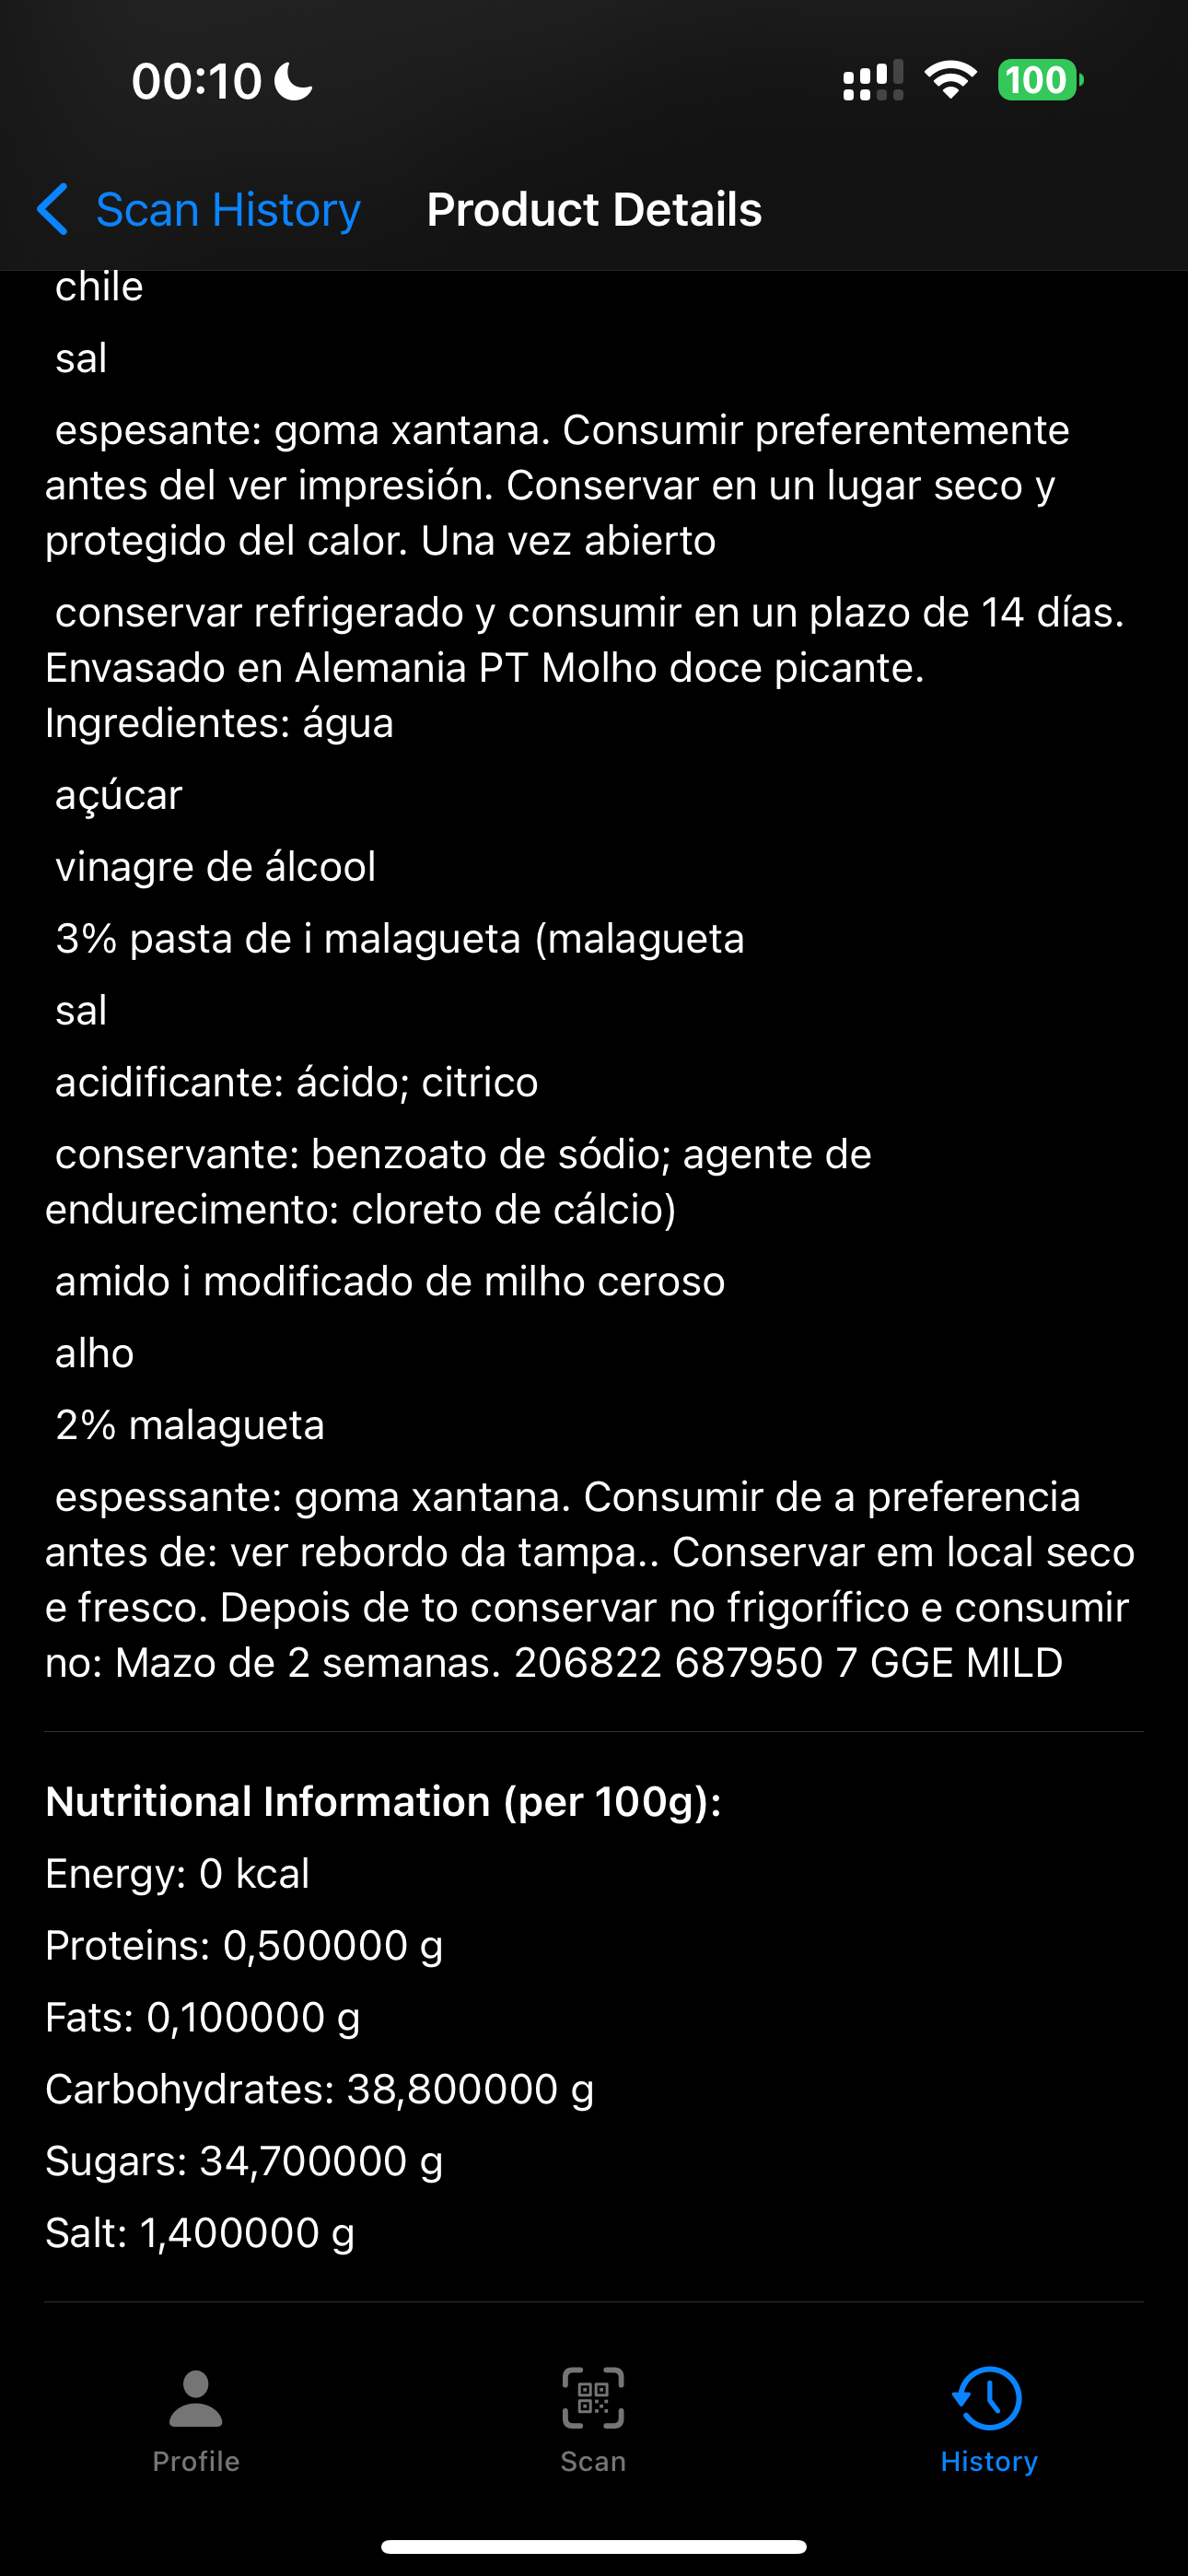 00:10
100
Scan History
Product Details
chile
sal
espesante: goma xantana. Consumir preferentemente
antes del ver impresión. Conservar en un lugar seco y
protegido del calor. Una vez abierto
conservar refrigerado y consumir en un plazo de 14 días.
Envasado en Alemania PT Molho doce picante.
Ingredientes: água
açúcar
vinagre de álcool
3% pasta de i malagueta (malagueta
sal
acidificante: ácido; citrico
conservante: benzoato de sódio; agente de
endurecimento: cloreto de cálcio)
amido i modificado de milho ceroso
alho
2% malagueta
espessante: goma xantana. Consumir de a preferencia
antes de: ver rebordo da tampa.. Conservar em local seco
e fresco. Depois de to conservar no frigorífico e consumir
no: Mazo de 2 semanas. 206822 687950 7 GGE MILD
Nutritional Information (per 100g):
Energy: 0 kcal
Proteins: 0,500000 g
Fats: 0,100000 g
Carbohydrates: 38,800000 g
Sugars: 34,700000 g
Salt: 1,400000 g
Profile
Scan
History